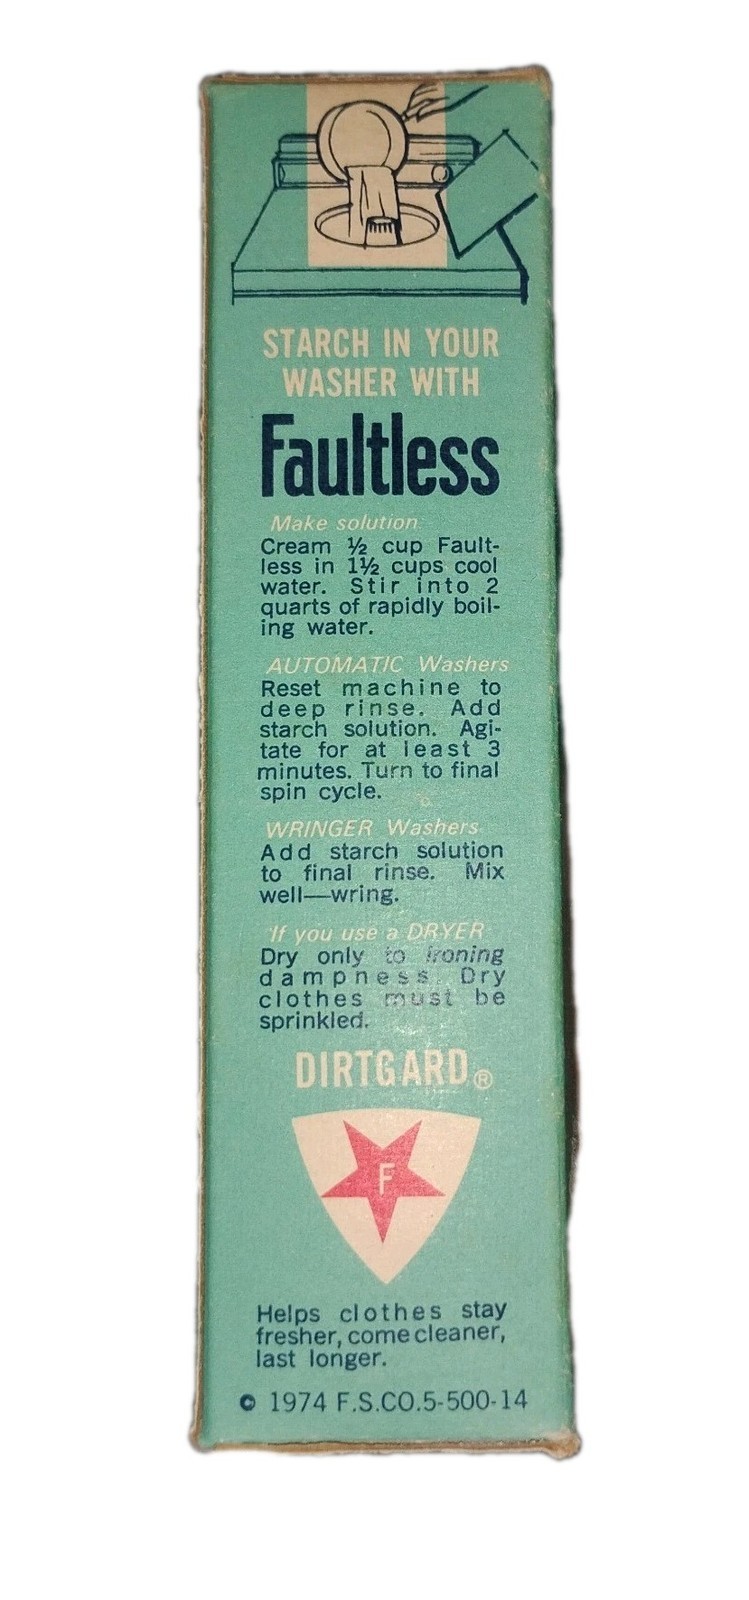 STARCH IN YOUR
WASHER WITH
Faultless
Make solution
Cream ½ cup Fault-
less in 1½ cups cool
water. Stir into 2
quarts of rapidly boil-
ing water.
AUTOMATIC Washers
Reset machine to
deep rinse. Add
starch solution. Agi-
tate for at least 3
minutes. Turn to final
spin cycle.
WRINGER Washers
Add starch solution
to final rinse. Mix
well—wring.
If you use a DRYER
Dry only to ironing
dampness. Dry
clothes must be
sprinkled.
DIRTGARD®
F
Helps clothes stay
fresher, come cleaner,
last longer.
© 1974 F.S.CO.5-500-14